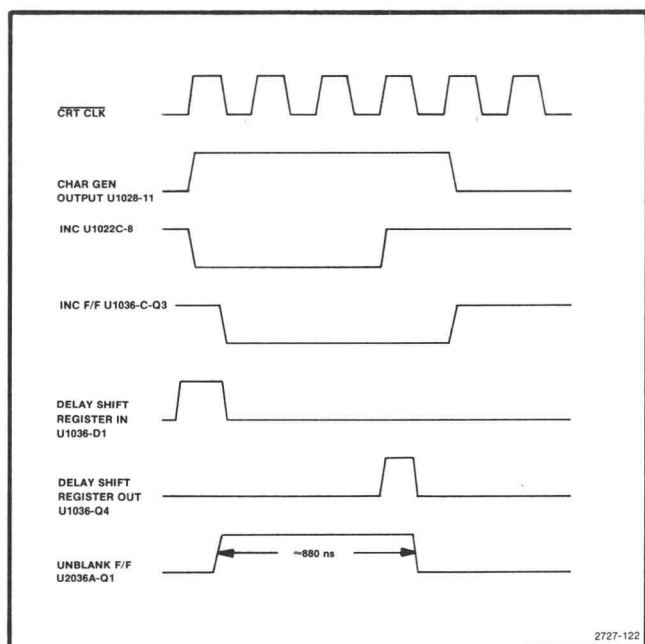 CRT CLK
CHAR GEN
OUTPUT U1028-11
INC U1022C-8
INC F/F U1036-C-Q3
DELAY SHIFT
REGISTER IN
U1036-D1
DELAY SHIFT
REGISTER OUT
U1036-Q4
≈880 ns
UNBLANK F/F
U2036A-Q1
2727-122